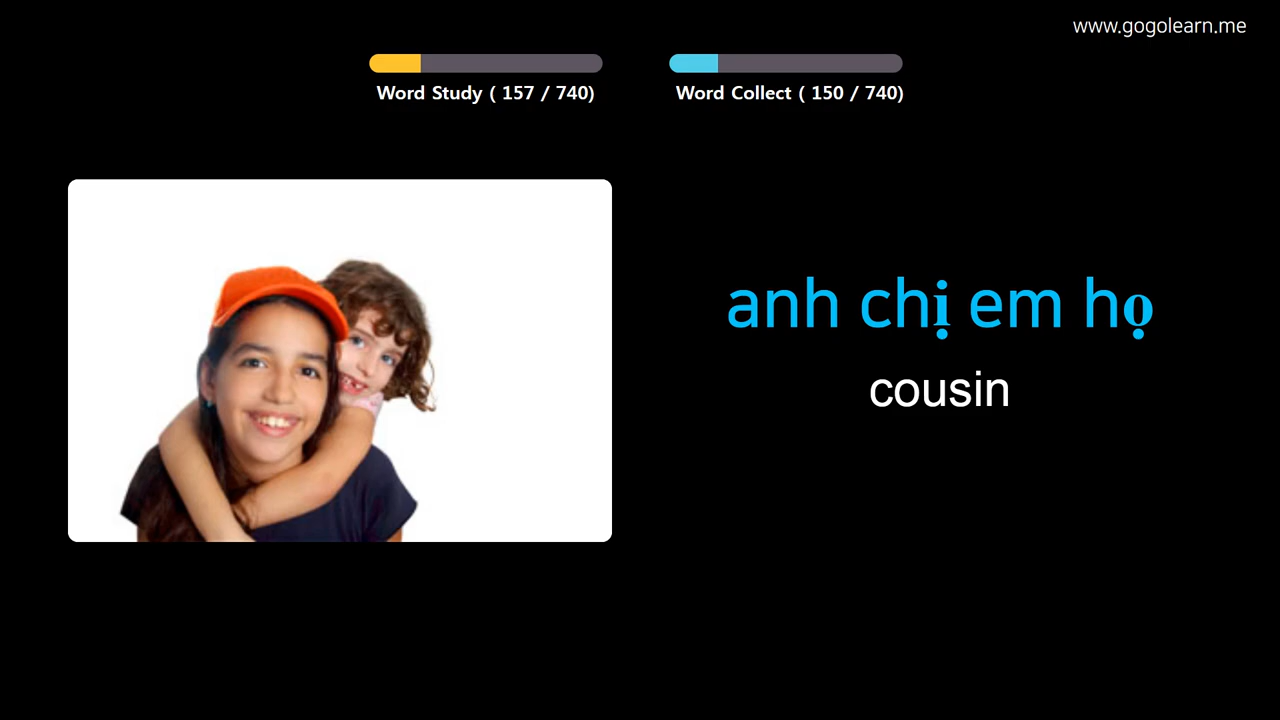 www.gogolearn.me
Word Study ( 157 / 740)
Word Collect ( 150 / 740)
anh chị em họ
cousin